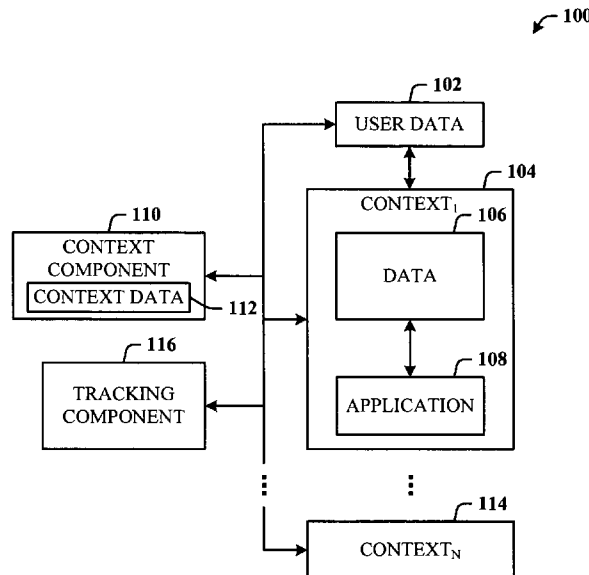 100
102
USER DATA
104
CONTEXT1
106
DATA
110
CONTEXT
COMPONENT
CONTEXT DATA
112
116
TRACKING
COMPONENT
108
APPLICATION
114
CONTEXTN